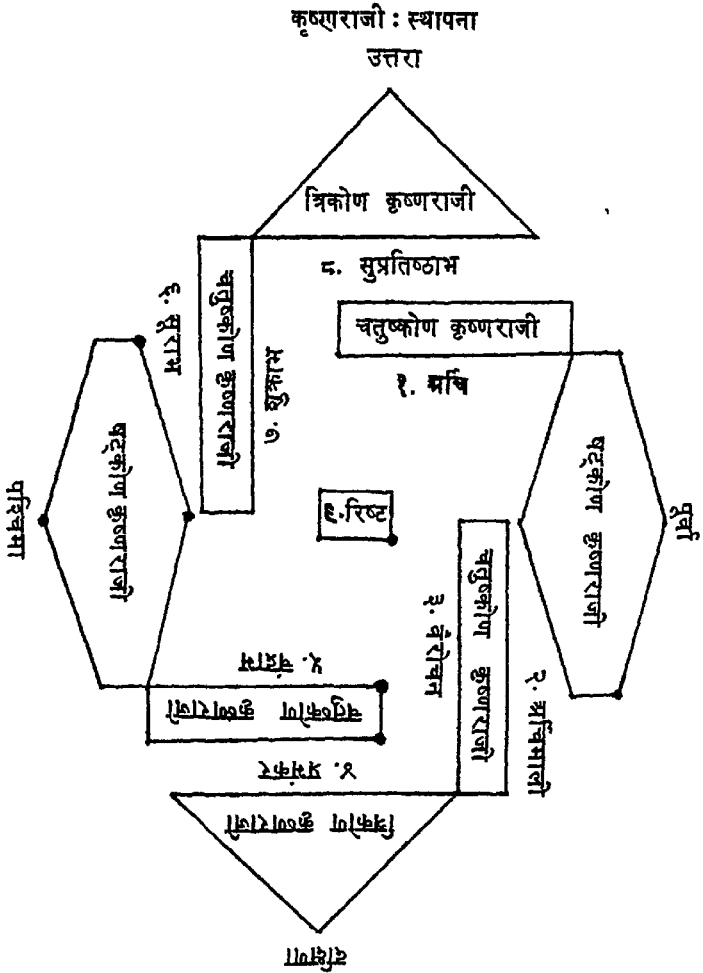 कृष्णराजी : स्थापना
उत्तरा
त्रिकोण कृष्णराजी
८. सुप्रतिष्ठाभ
चतुष्कोण कृष्णराजी
१. अर्चि
षट्कोण कृष्णराजी
पूर्वा
२. अर्चिमाली
चतुष्कोण कृष्णराजी
३. वैरोचन
९. रिष्ट
चतुष्कोण कृष्णराजी
७. शुक्राभ
६. सूराभ
षट्कोण कृष्णराजी
पश्चिमा
५. चंद्राभ
चतुष्कोण कृष्णराजी
४. प्रभंकर
त्रिकोण कृष्णराजी
दक्षिणा